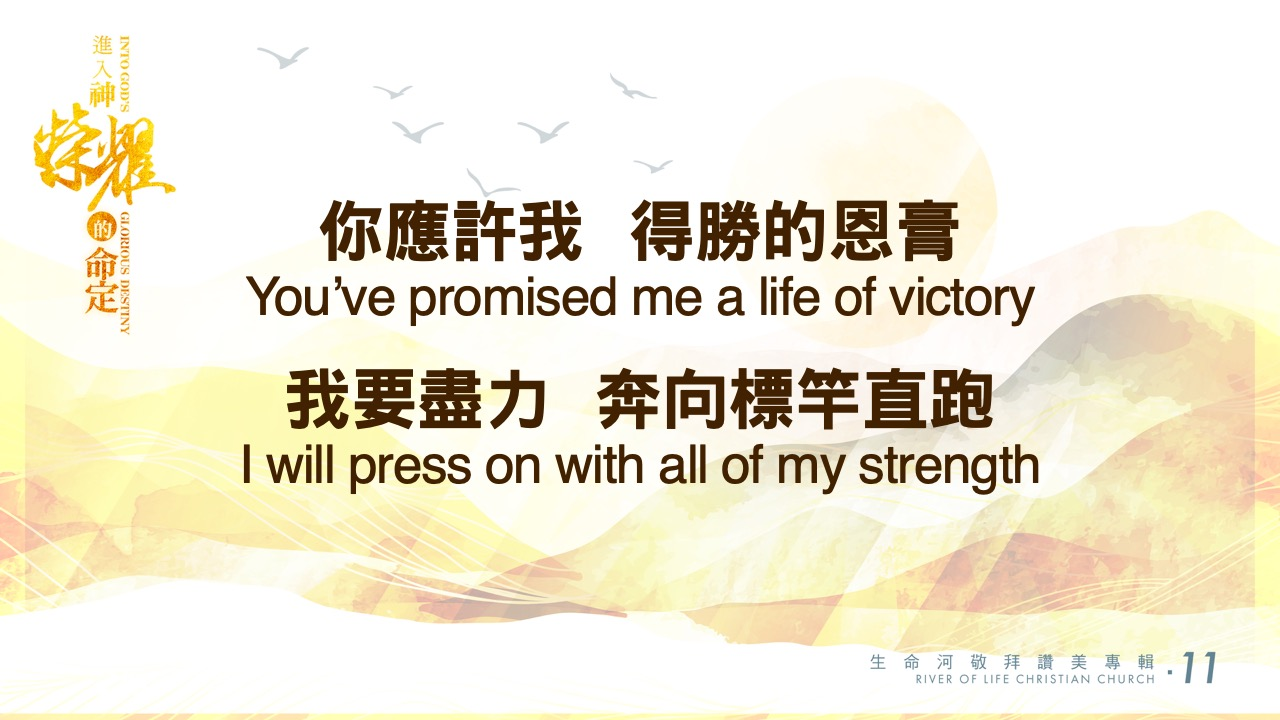 進入神
榮耀
的
命定
INTO GOD'S
GLORIOUS DESTINY
你應許我 得勝的恩膏
You've promised me a life of victory
我要盡力 奔向標竿直跑
I will press on with all of my strength
生命河敬拜讚美專輯
RIVER OF LIFE CHRISTIAN CHURCH
·11